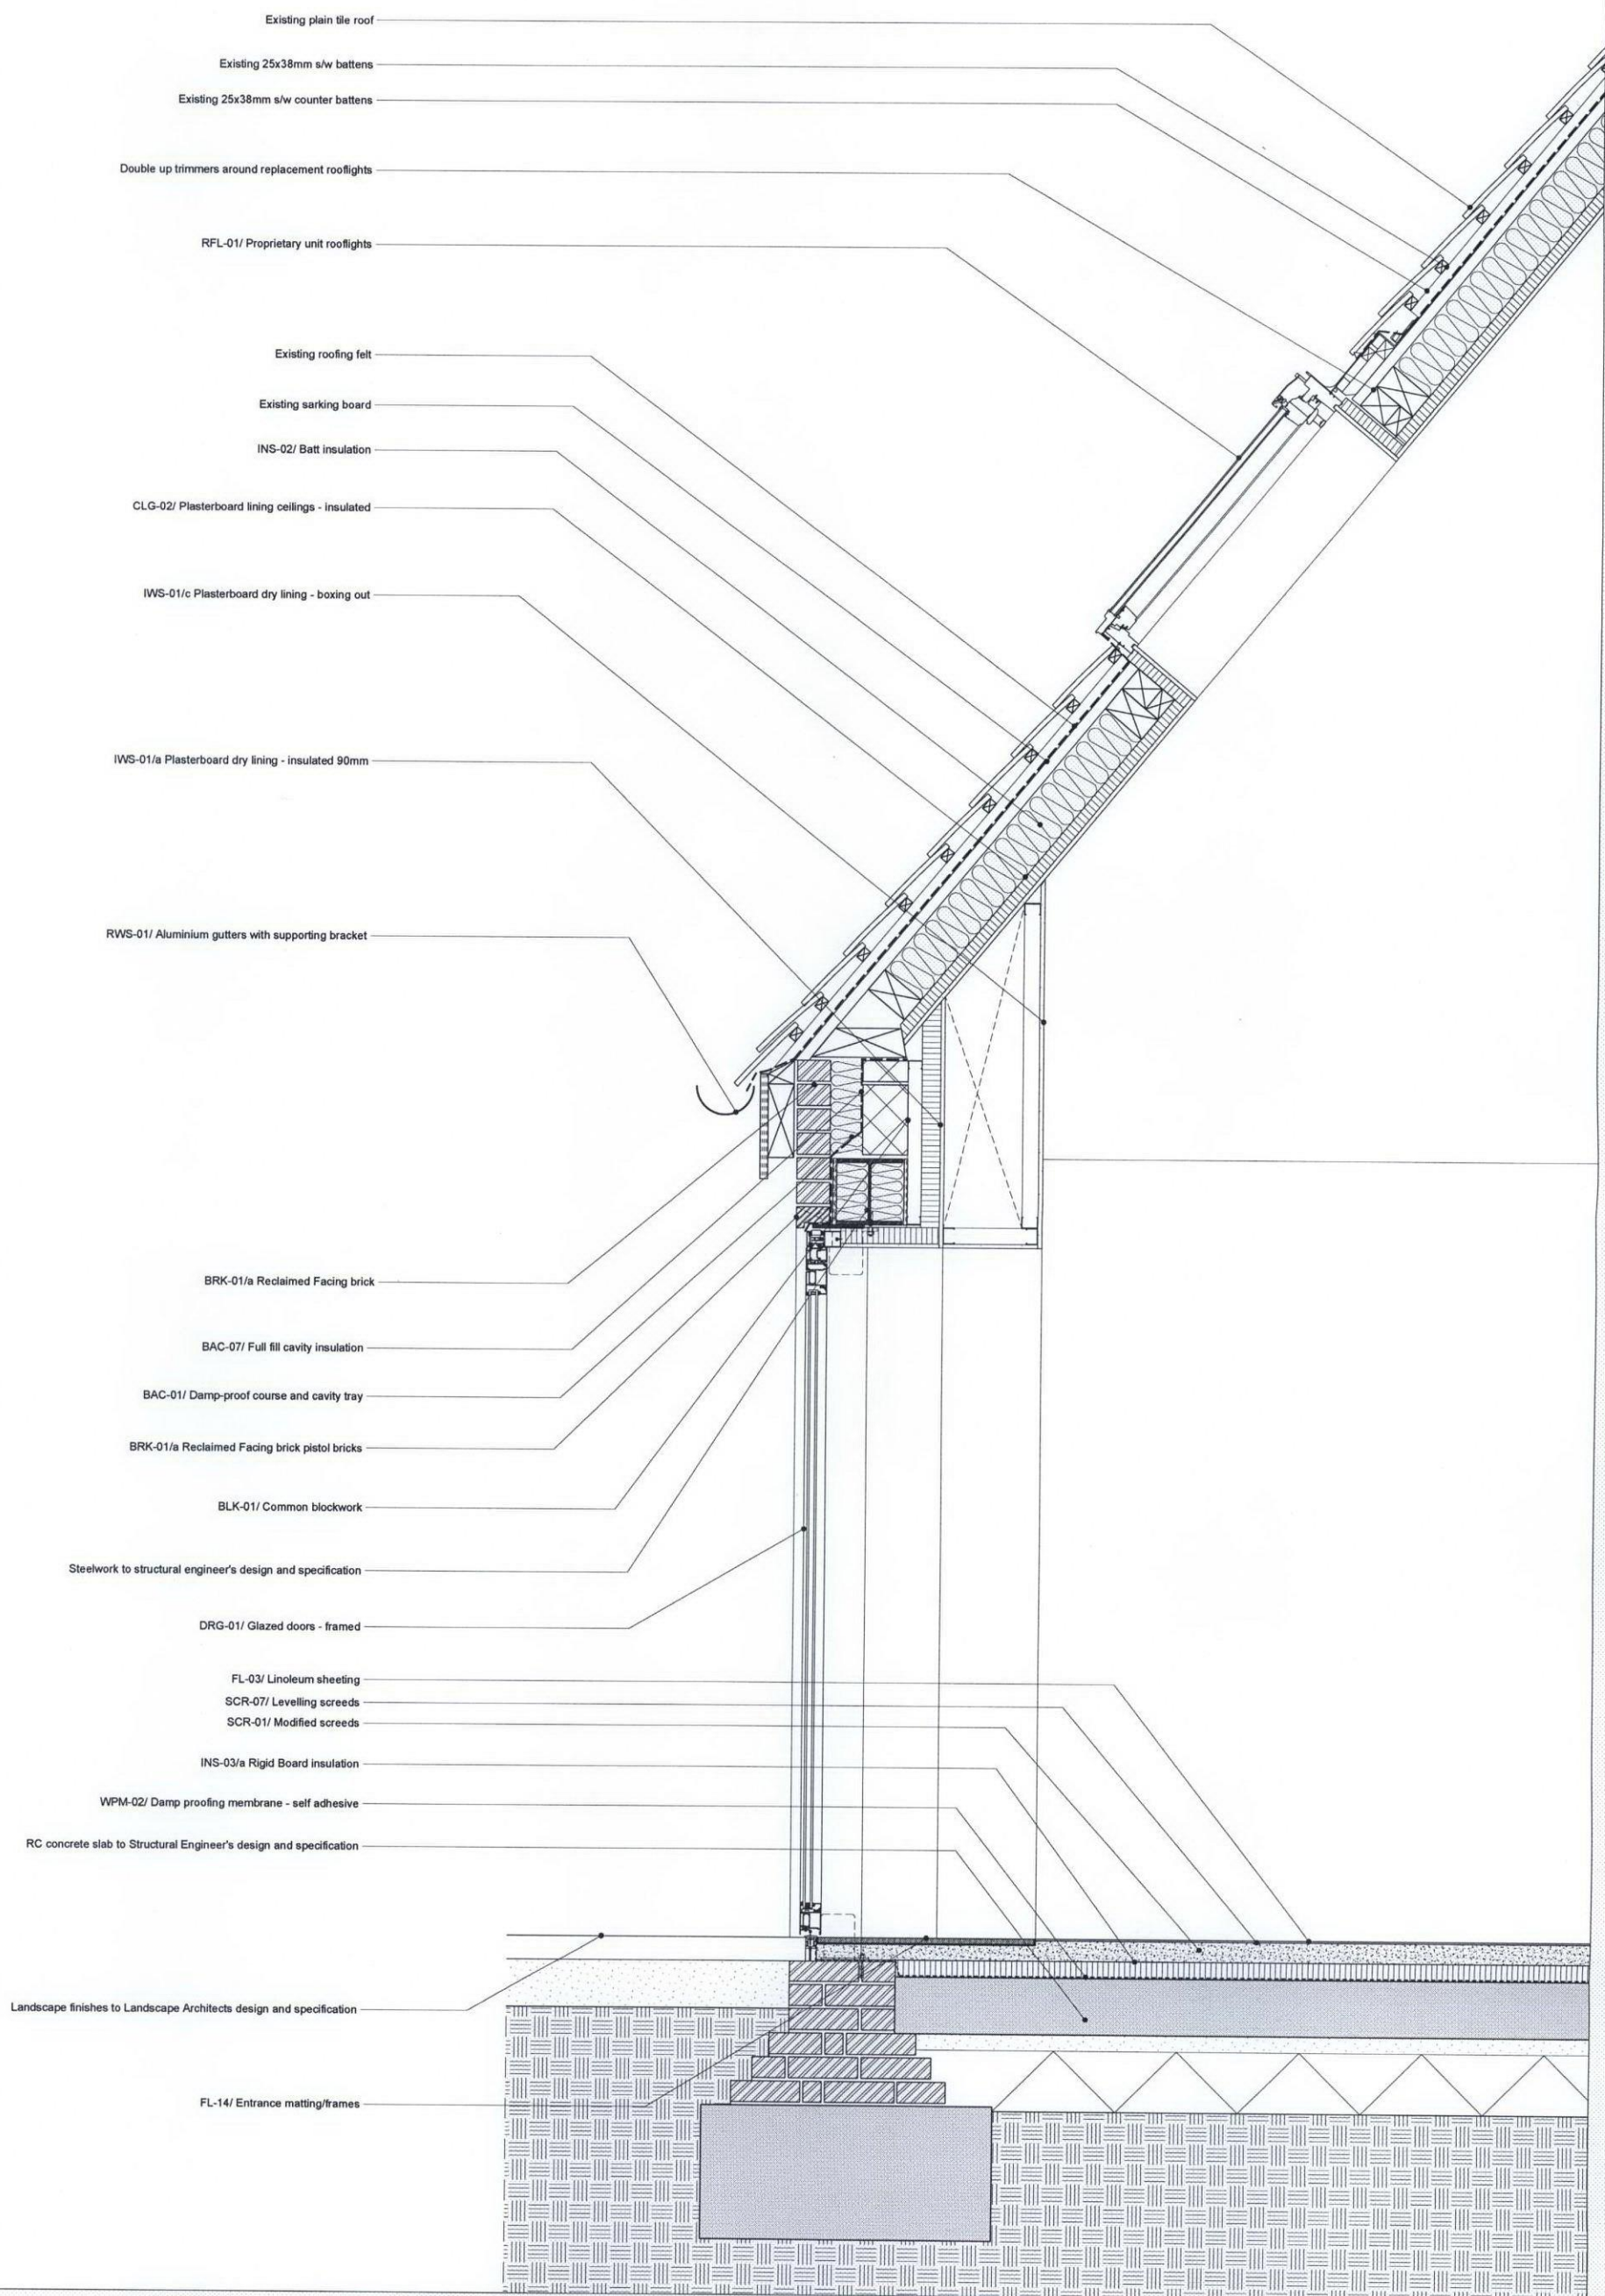 Existing plain tile roof
Existing 25x38mm s/w battens
Existing 25x38mm s/w counter battens
Double up trimmers around replacement rooflights
RFL-01/ Proprietary unit rooflights
Existing roofing felt
Existing sarking board
INS-02/ Batt insulation
CLG-02/ Plasterboard lining ceilings - insulated
IWS-01/c Plasterboard dry lining - boxing out
IWS-01/a Plasterboard dry lining - insulated 90mm
RWS-01/ Aluminium gutters with supporting bracket
BRK-01/a Reclaimed Facing brick
BAC-07/ Full fill cavity insulation
BAC-01/ Damp-proof course and cavity tray
BRK-01/a Reclaimed Facing brick pistol bricks
BLK-01/ Common blockwork
Steelwork to structural engineer's design and specification
DRG-01/ Glazed doors - framed
FL-03/ Linoleum sheeting
SCR-07/ Levelling screeds
SCR-01/ Modified screeds
INS-03/a Rigid Board insulation
WPM-02/ Damp proofing membrane - self adhesive
RC concrete slab to Structural Engineer's design and specification
Landscape finishes to Landscape Architects design and specification
FL-14/ Entrance matting/frames